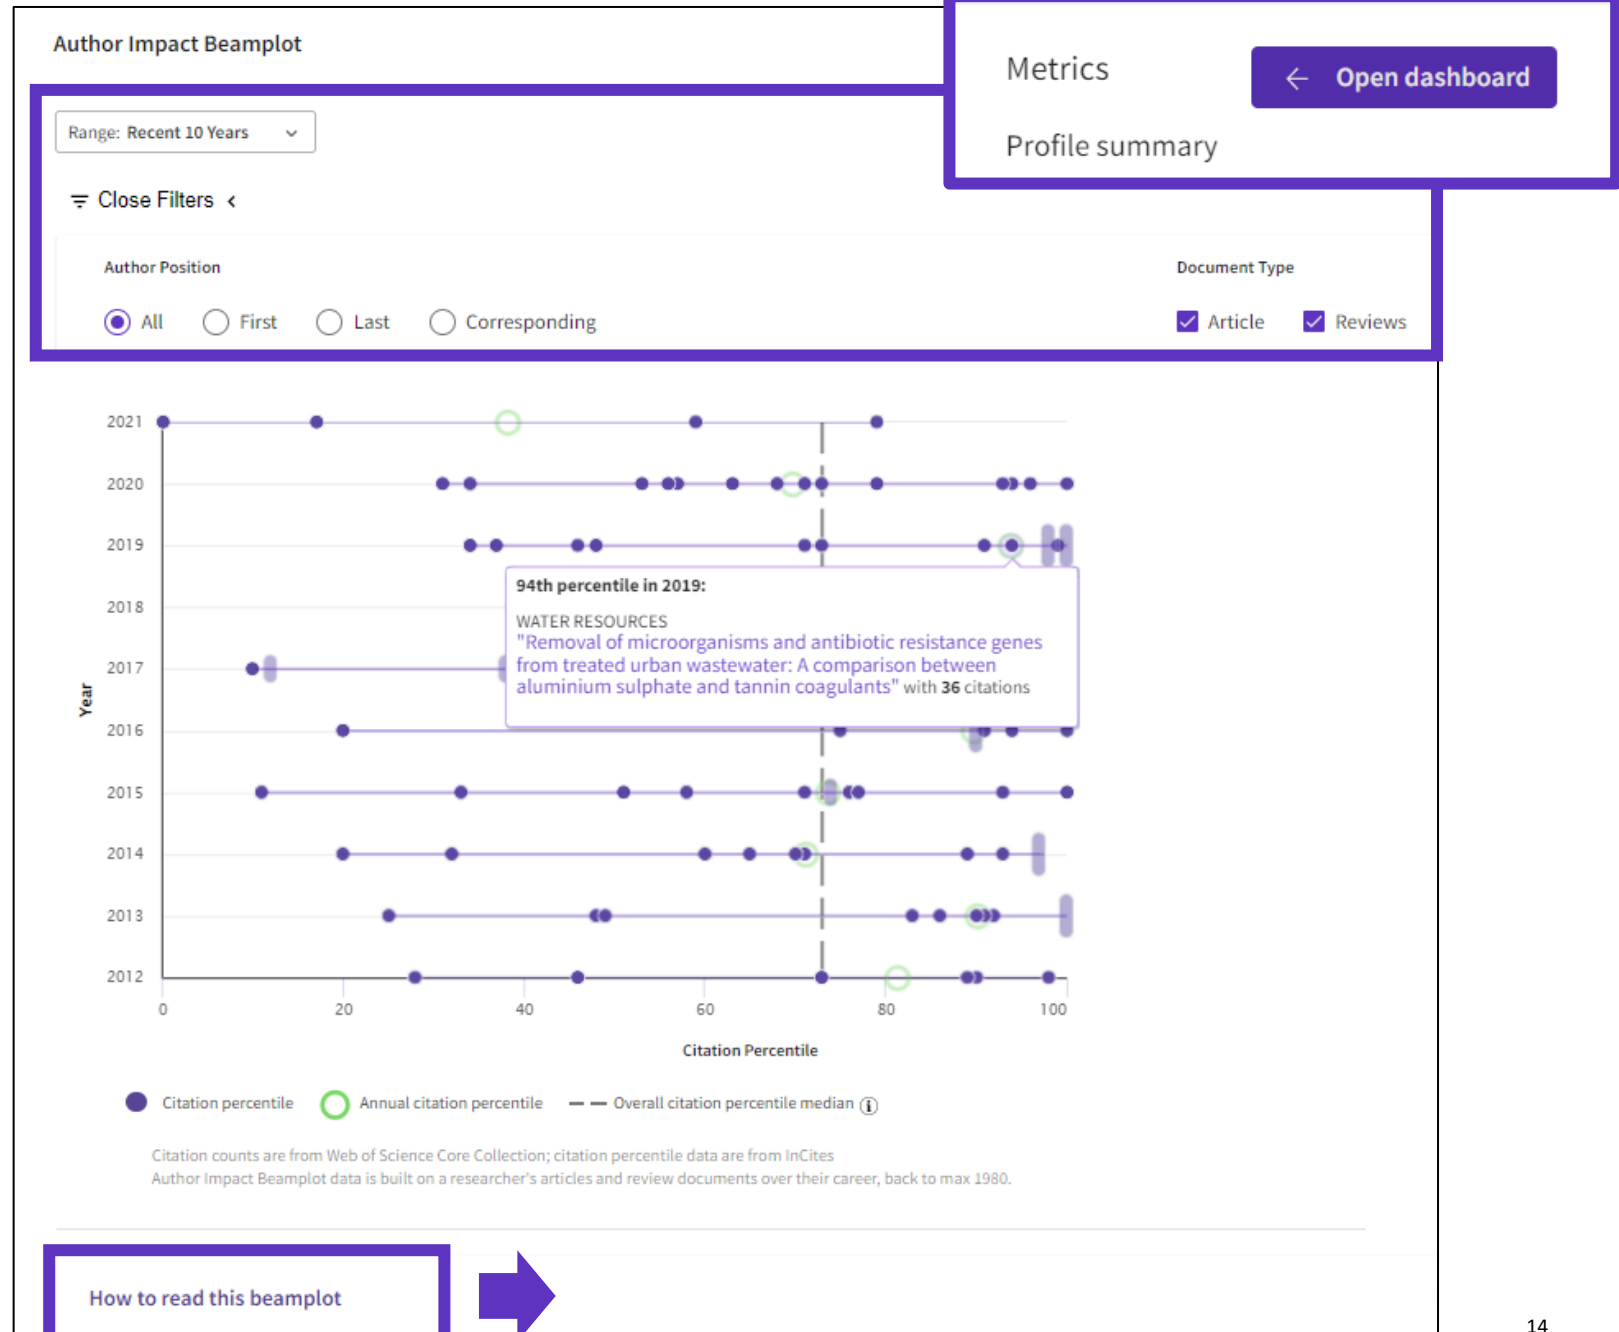 Author Impact Beamplot
Metrics
← Open dashboard
Profile summary
Range: Recent 10 Years
Close Filters <
Author Position
Document Type
All
First
Last
Corresponding
Article
Reviews
2021
2020
2019
94th percentile in 2019:
WATER RESOURCES
"Removal of microorganisms and antibiotic resistance genes
from treated urban wastewater: A comparison between
aluminium sulphate and tannin coagulants" with 36 citations
2018
2017
Year
2016
2015
2014
2013
2012
0
20
40
60
80
100
Citation Percentile
Citation percentile
Annual citation percentile
Overall citation percentile median
Citation counts are from Web of Science Core Collection; citation percentile data are from InCites
Author Impact Beamplot data is built on a researcher's articles and review documents over their career, back to max 1980.
How to read this beamplot
14